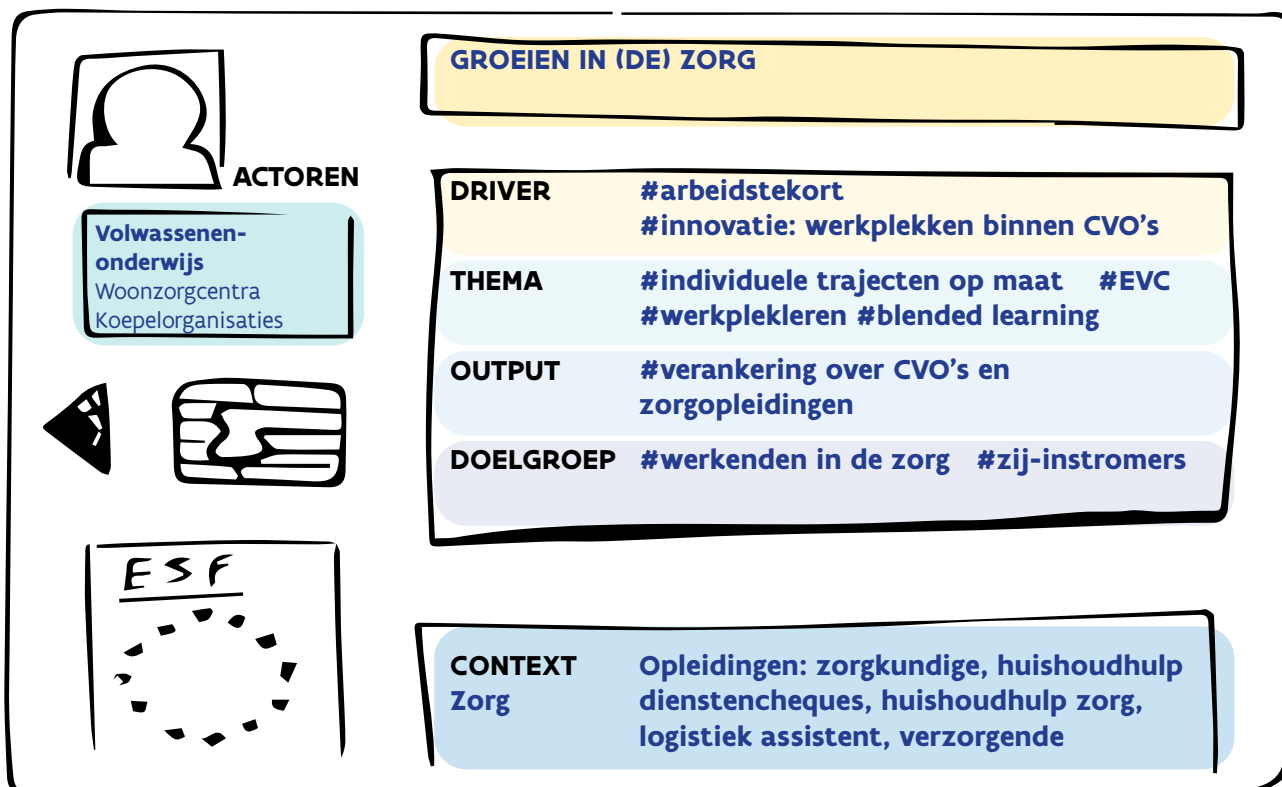 GROEIEN IN (DE) ZORG
ACTOREN
Volwassenen-
onderwijs
Woonzorgcentra
Koepelorganisaties
DRIVER #arbeidstekort
#innovatie: werkplekken binnen CVO's
THEMA #individuele trajecten op maat #EVC
#werkplekleren #blended learning
OUTPUT #verankering over CVO's en
zorgopleidingen
DOELGROEP #werkenden in de zorg #zij-instromers
ESF
CONTEXT Opleidingen: zorgkundige, huishoudhulp
Zorg dienstencheques, huishoudhulp zorg,
logistiek assistent, verzorgende